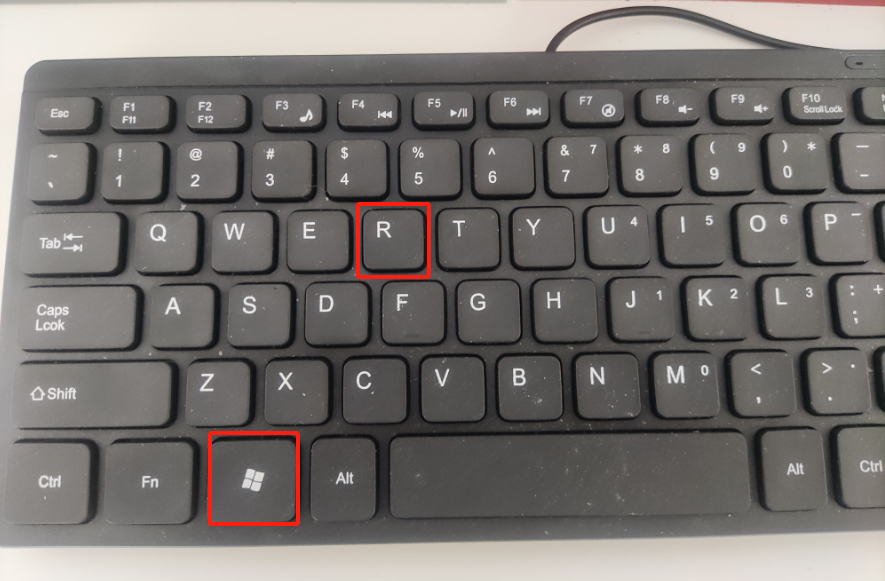 Esc F1 F2 F3 F4 F5 F6 F7 F8 F9 F10
F11 F12 Scroll Lock
~ ! @ # $ % ^ & 7 * 8 ( 9 ) * —
、 1 2 3 4 5 6 7 8 9 0 -
Tab Q W E R T Y U 4 I 5 O 6 P -
Caps A S D F G H J 1 K 2 L 3 : +
Lcok ;
Shift Z X C V B N M 0 < > .
, .
Ctrl Fn Alt Alt Ctrl